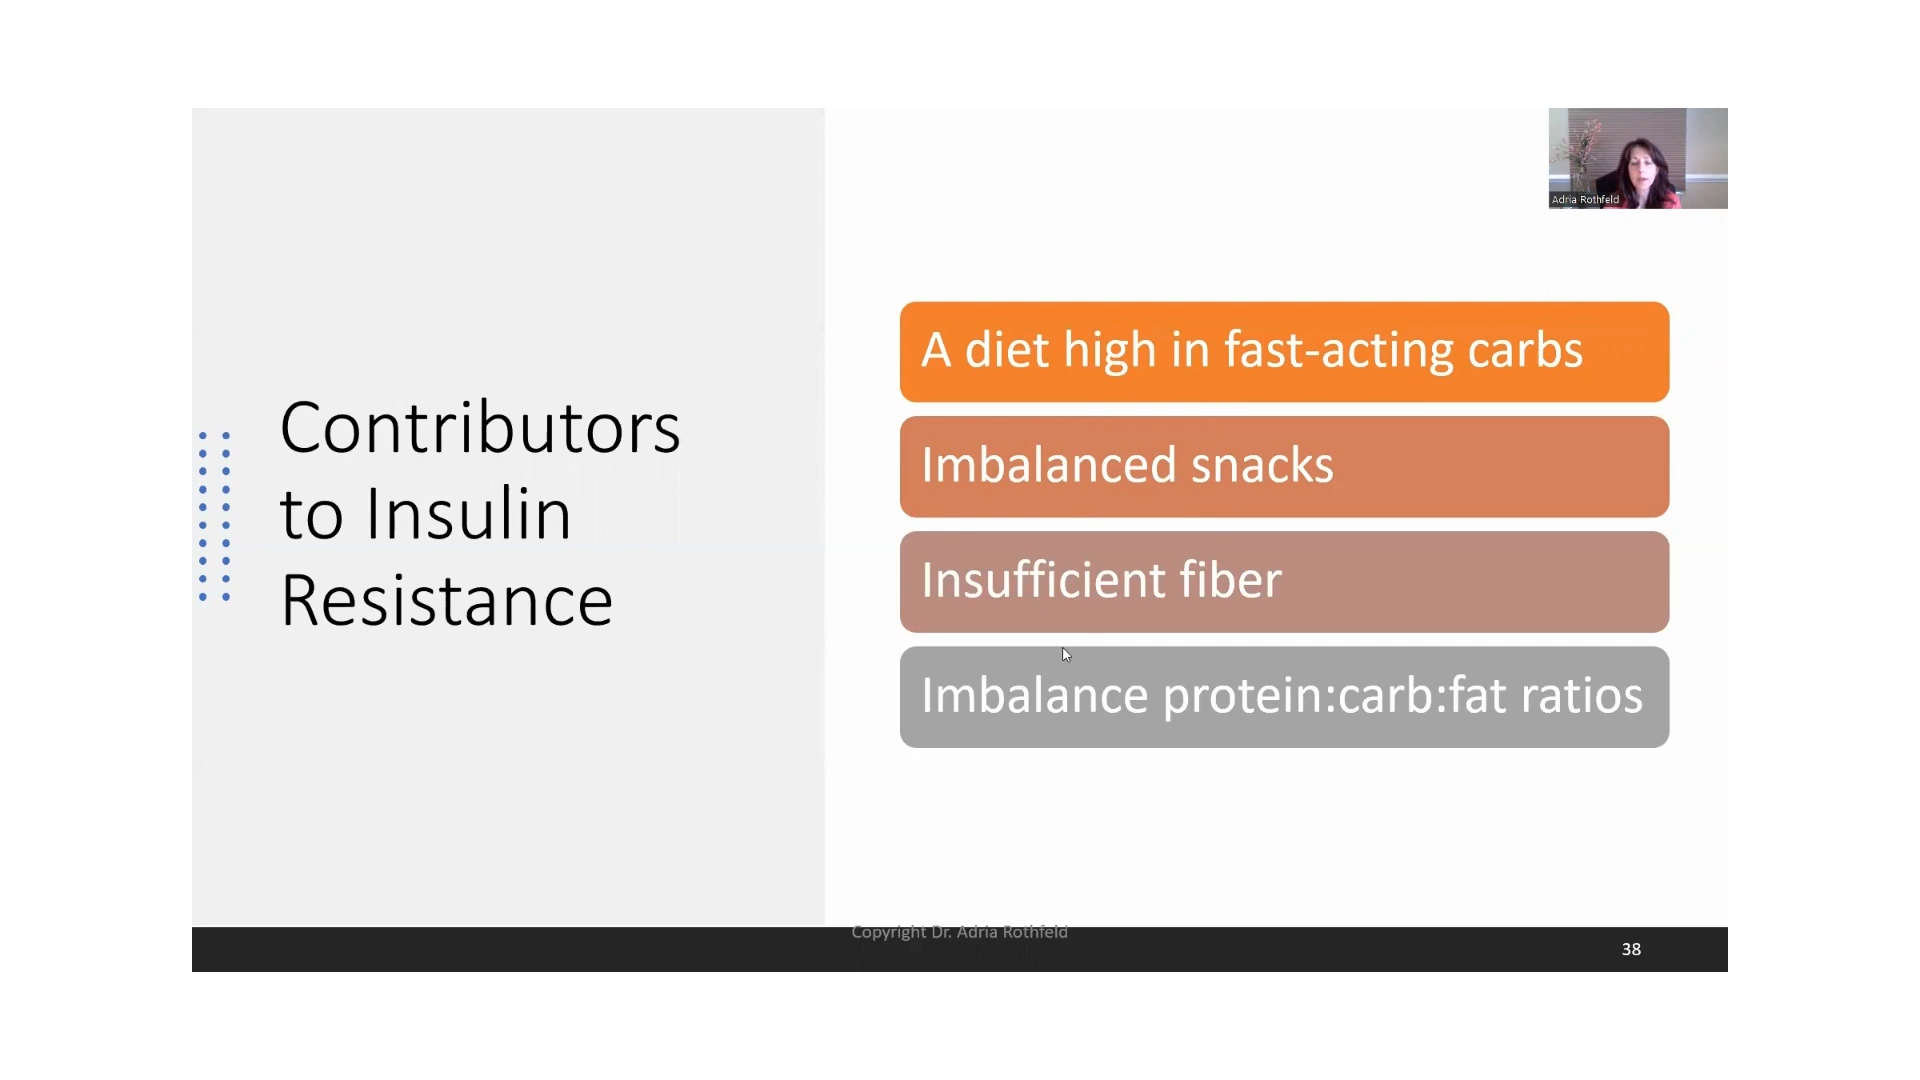 Contributors
to Insulin
Resistance
Adria Rothfeld
A diet high in fast-acting carbs
Imbalanced snacks
Insufficient fiber
Imbalance protein:carb:fat ratios
Copyright Dr. Adria Rothfeld
38